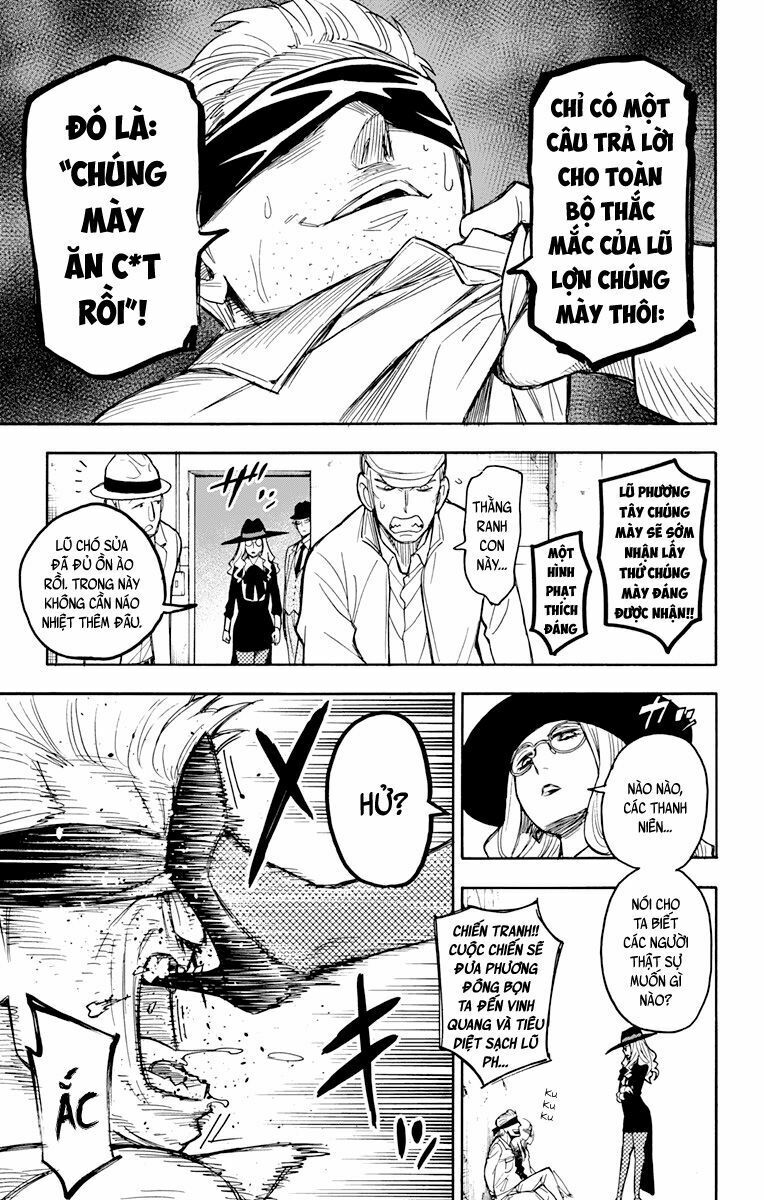 CHỈ CÓ MỘT
CÂU TRẢ LỜI
CHO TOÀN
BỘ THẮC
MẮC CỦA LŨ
LỢN CHÚNG
MÀY THÔI:
ĐÓ LÀ:
"CHÚNG
MÀY
ĂN C*T
RỒI"!
LŨ PHƯƠNG
TÂY CHÚNG
MÀY SẼ SỚM
NHẬN LẤY
THỨ CHÚNG
MÀY ĐÁNG
ĐƯỢC NHẬN!!
MỘT
HÌNH
PHẠT
THÍCH
ĐÁNG
THẰNG
RANH
CON
NÀY...
LŨ CHÓ SỦA
ĐÃ ĐỦ ỒN ÀO
RỒI. TRONG NÀY
KHÔNG CẦN NÁO
NHIỆT THÊM ĐÂU.
NÀO NÀO,
CÁC THANH
NIÊN...
NÓI CHO
TA BIẾT
CÁC NGƯỜI
THẬT SỰ
MUỐN GÌ
NÀO?
CHIẾN TRANH!!
CUỘC CHIẾN SẼ
ĐƯA PHƯƠNG
ĐÔNG BỌN
TA ĐẾN VINH
QUANG VÀ TIÊU
DIỆT SẠCH LŨ
PH...
KU
KU
KU
HỬ?
ẮC